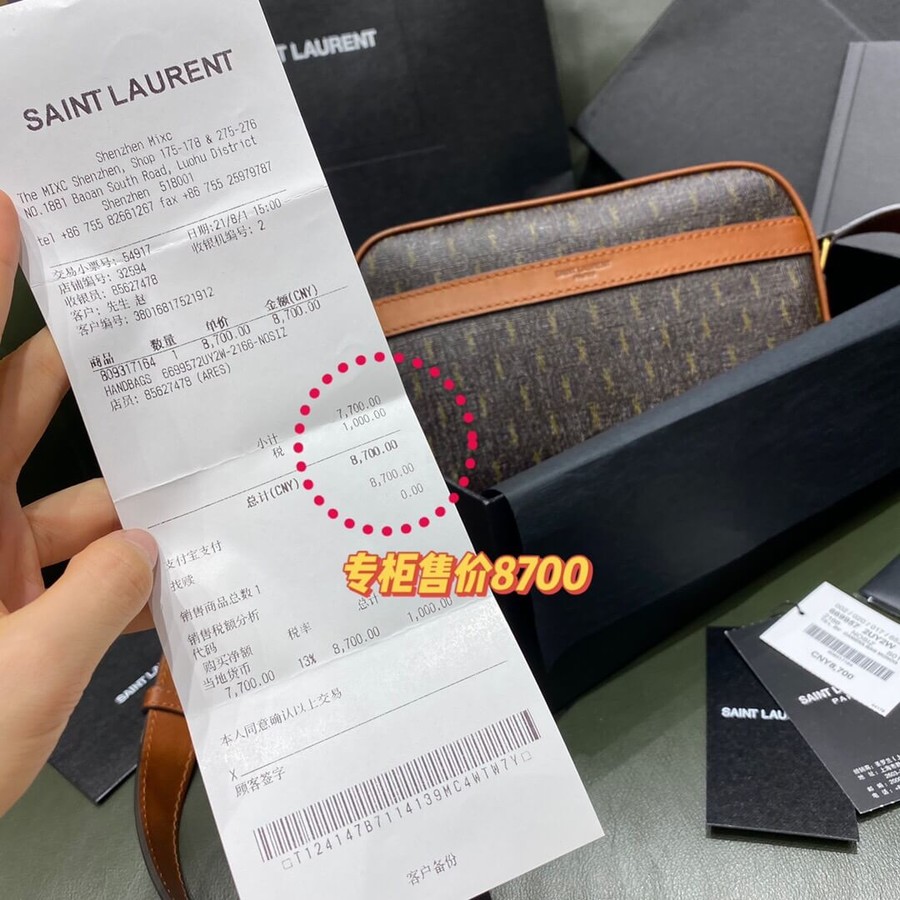 SAINT LAURENT
Shenzhen Mixc
The MIXC Shenzhen, Shop 175-178 & 275-276
NO.1881 Baoan South Road, Luohu District
Shenzhen 518001
tel +86 755 82661267 fax +86 755 25979787
交易小票号: 54917 日期:21/8/1 15:00
店铺编号: 32594 收银机编号: 2
收银员: 85627478
客户: 先生 赵
客户编号: 38016817521912
商品 数量 单价 金额(CNY)
809317164 1 8,700.00 8,700.00
HANDBAGS 6699572UY2W-2166-NOSIZ
店员: 85627478 (ARES)
小计 7,700.00
税 1,000.00
总计(CNY) 8,700.00
支付宝支付 8,700.00
找赎 0.00
销售商品总数 1
销售税额分析
代码 税率 总计
购买净额 13% 8,700.00 1,000.00
当地货币
7,700.00
本人同意确认以上交易
X
顾客签字
T124147B7114139MC4WTW7V
客户备份
T LAURENT
专柜售价8700
669957 2UY2W
CNY8,700
SAINT LAU
SAINT LAUREN
PA